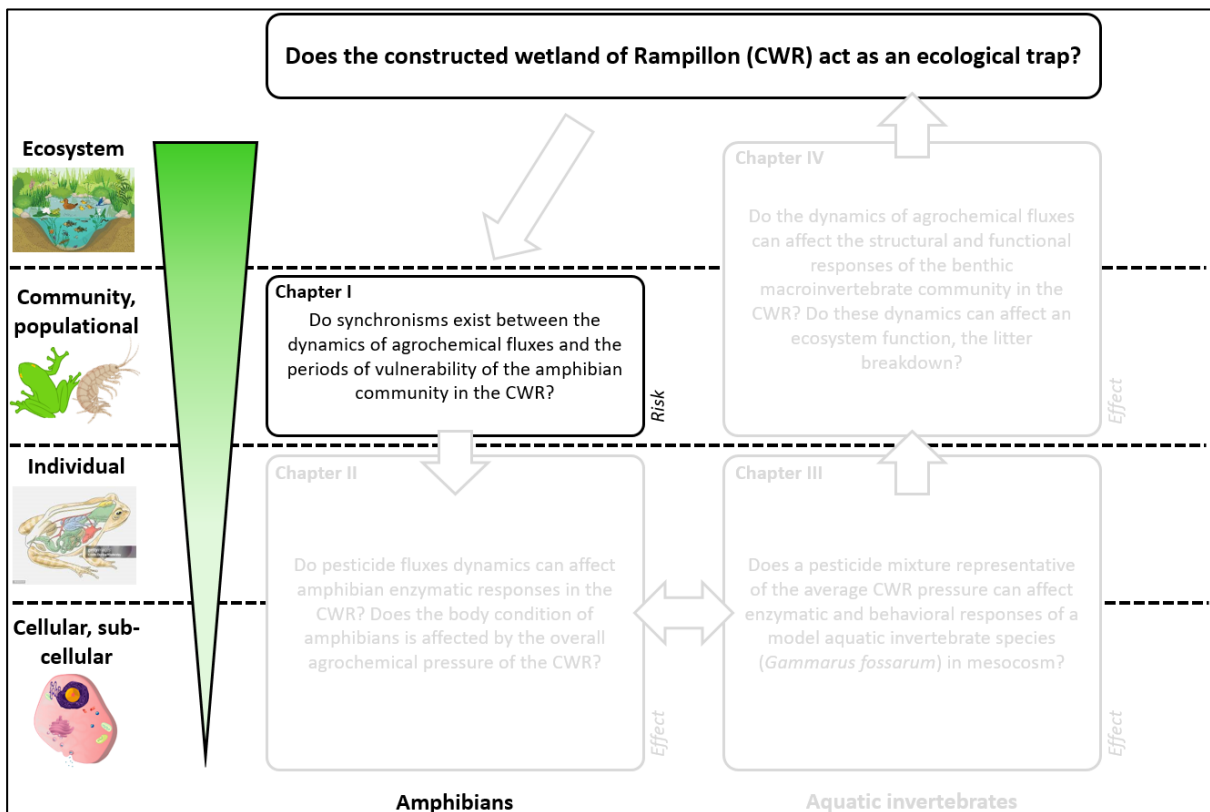 Does the constructed wetland of Rampillon (CWR) act as an ecological trap?
Ecosystem
Community,
populational
Individual
Cellular, sub-
cellular
Chapter I
Do synchronisms exist between the
dynamics of agrochemical fluxes and the
periods of vulnerability of the amphibian
community in the CWR?
Risk
Chapter II
Do pesticide fluxes dynamics can affect
amphibian enzymatic responses in the
CWR? Does the body condition of
amphibians is affected by the overall
agrochemical pressure of the CWR?
Effect
Amphibians
Chapter IV
Do the dynamics of agrochemical fluxes
can affect the structural and functional
responses of the benthic
macroinvertebrate community in the
CWR? Do these dynamics can affect an
ecosystem function, the litter
breakdown?
Effect
Chapter III
Does a pesticide mixture representative
of the average CWR pressure can affect
enzymatic and behavioral responses of a
model aquatic invertebrate species
(Gammarus fossarum) in mesocosm?
Effect
Aquatic invertebrates